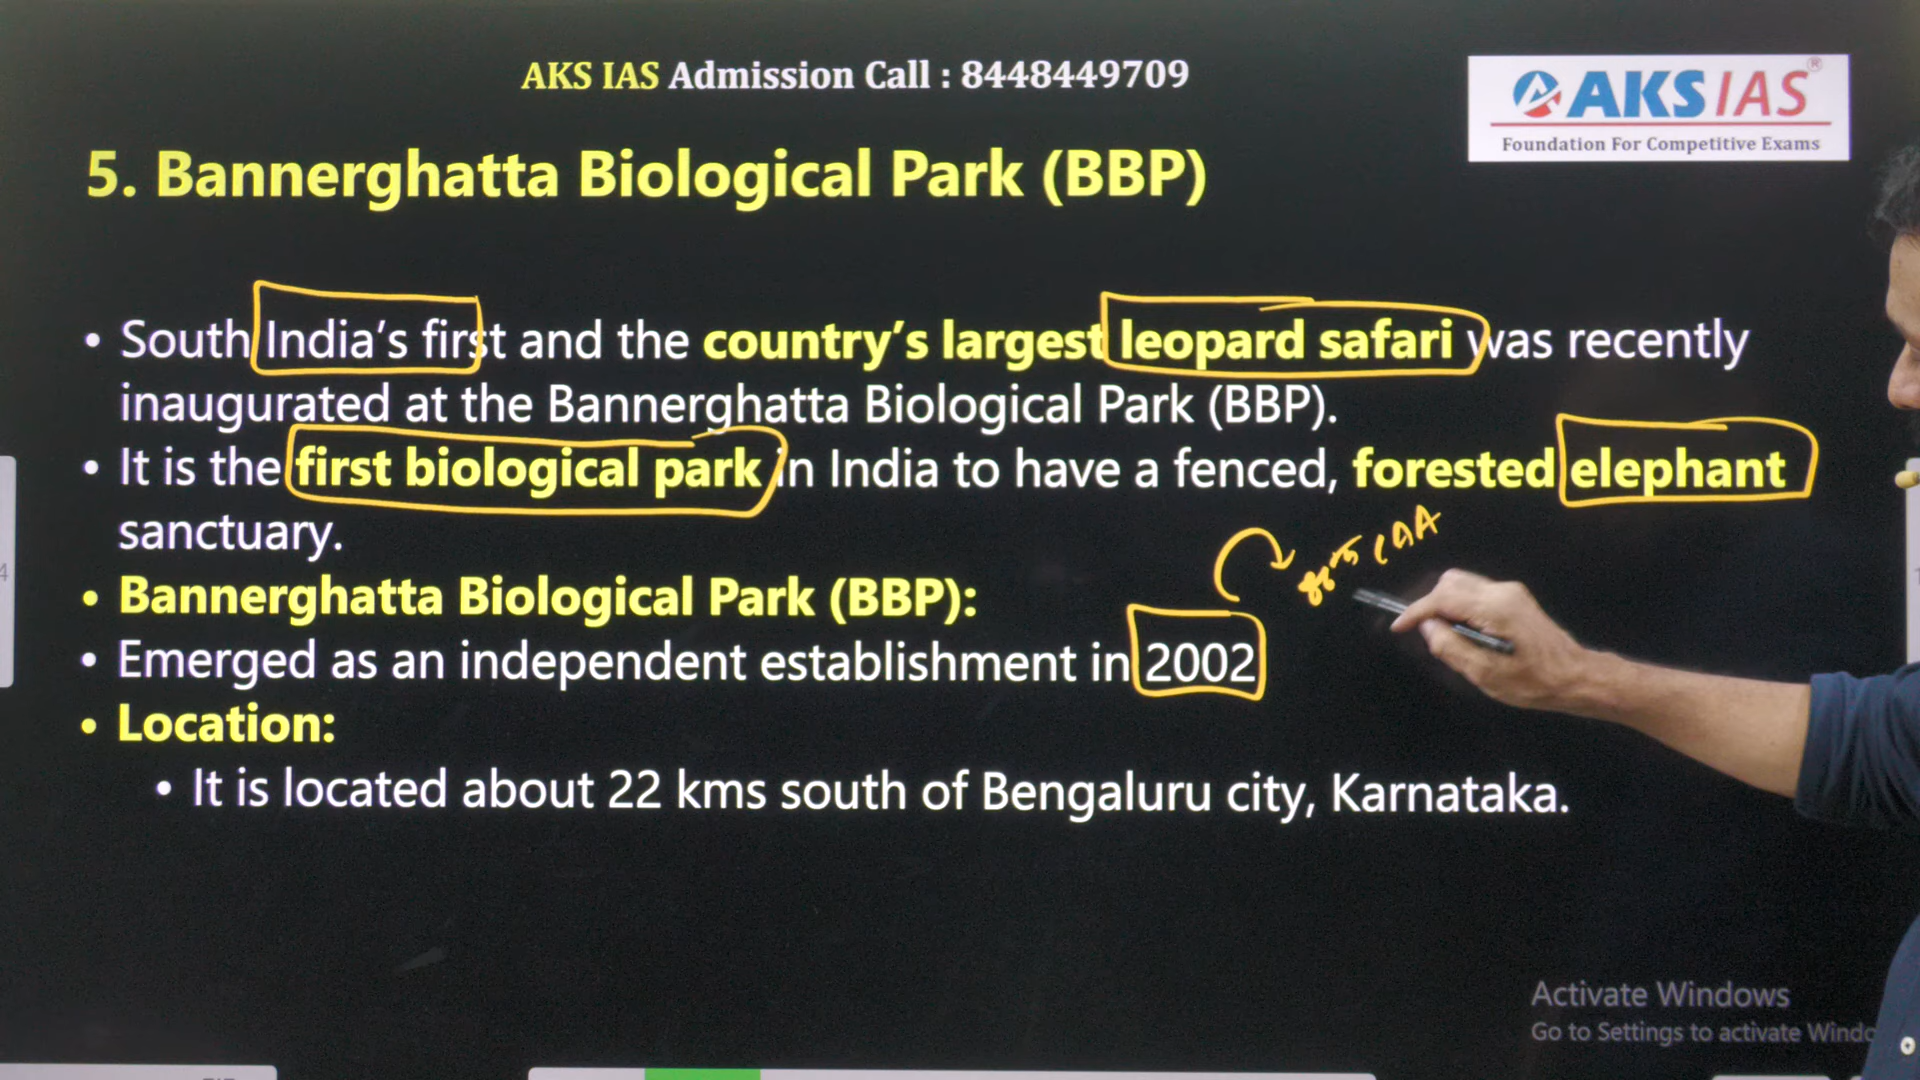 AKS IAS Admission Call : 8448449709
AKS IAS®
Foundation For Competitive Exams
5. Bannerghatta Biological Park (BBP)
• South India’s first and the country’s largest leopard safari was recently
inaugurated at the Bannerghatta Biological Park (BBP).
• It is the first biological park in India to have a fenced, forested elephant
sanctuary.
• Bannerghatta Biological Park (BBP):
• Emerged as an independent establishment in 2002
• Location:
• It is located about 22 kms south of Bengaluru city, Karnataka.
Activate Windows
Go to Settings to activate Windo